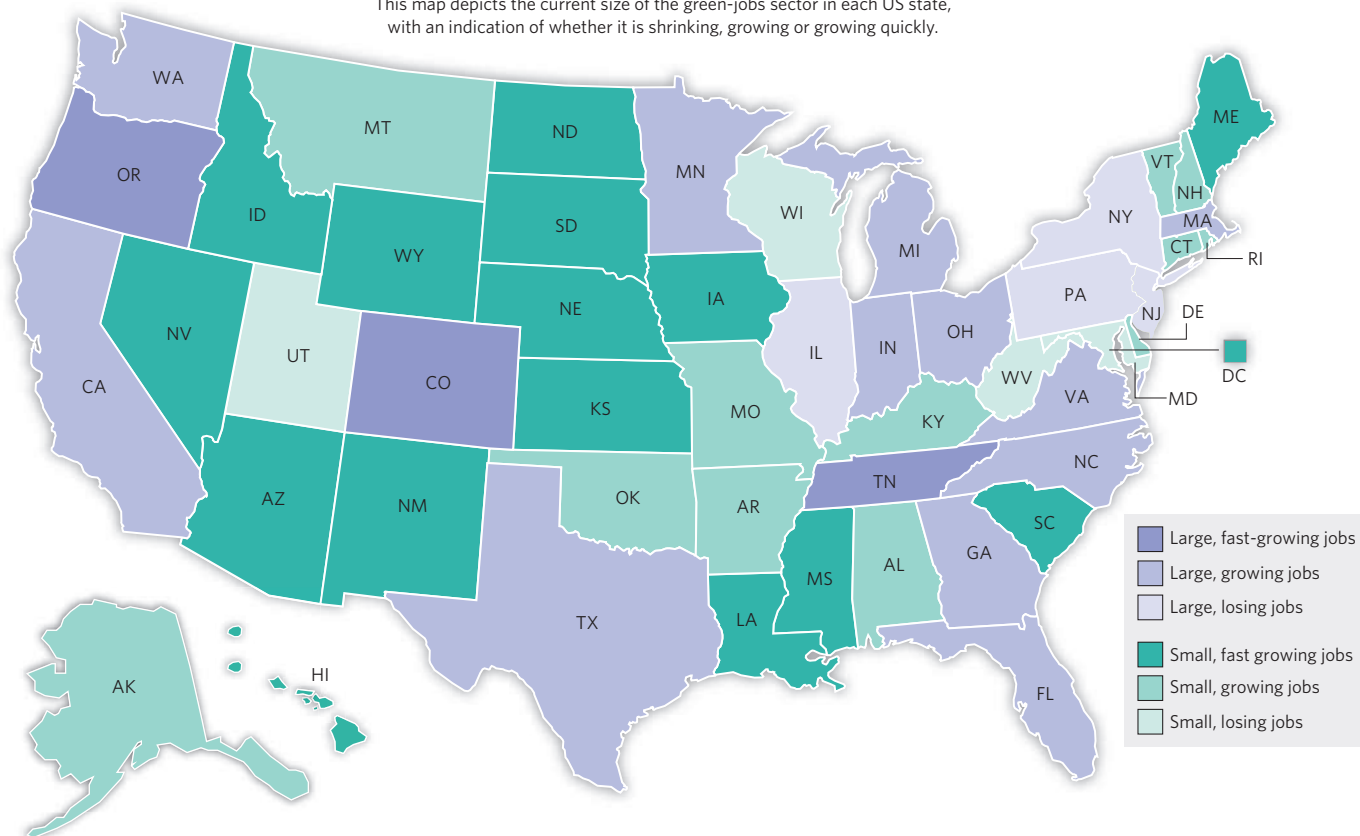 This map depicts the current size of the green-jobs sector in each US state,
with an indication of whether it is shrinking, growing or growing quickly.
WA
MT
ND
MN
ME
OR
ID
SD
WI
VT
NH
NY
MA
WY
MI
CT
RI
NV
NE
IA
PA
NJ
DE
UT
IL
IN
OH
DC
CA
CO
KS
MO
WV
VA
MD
KY
AZ
NM
OK
AR
TN
NC
SC
MS
AL
GA
LA
TX
AK
HI
FL
Large, fast-growing jobs
Large, growing jobs
Large, losing jobs
Small, fast growing jobs
Small, growing jobs
Small, losing jobs